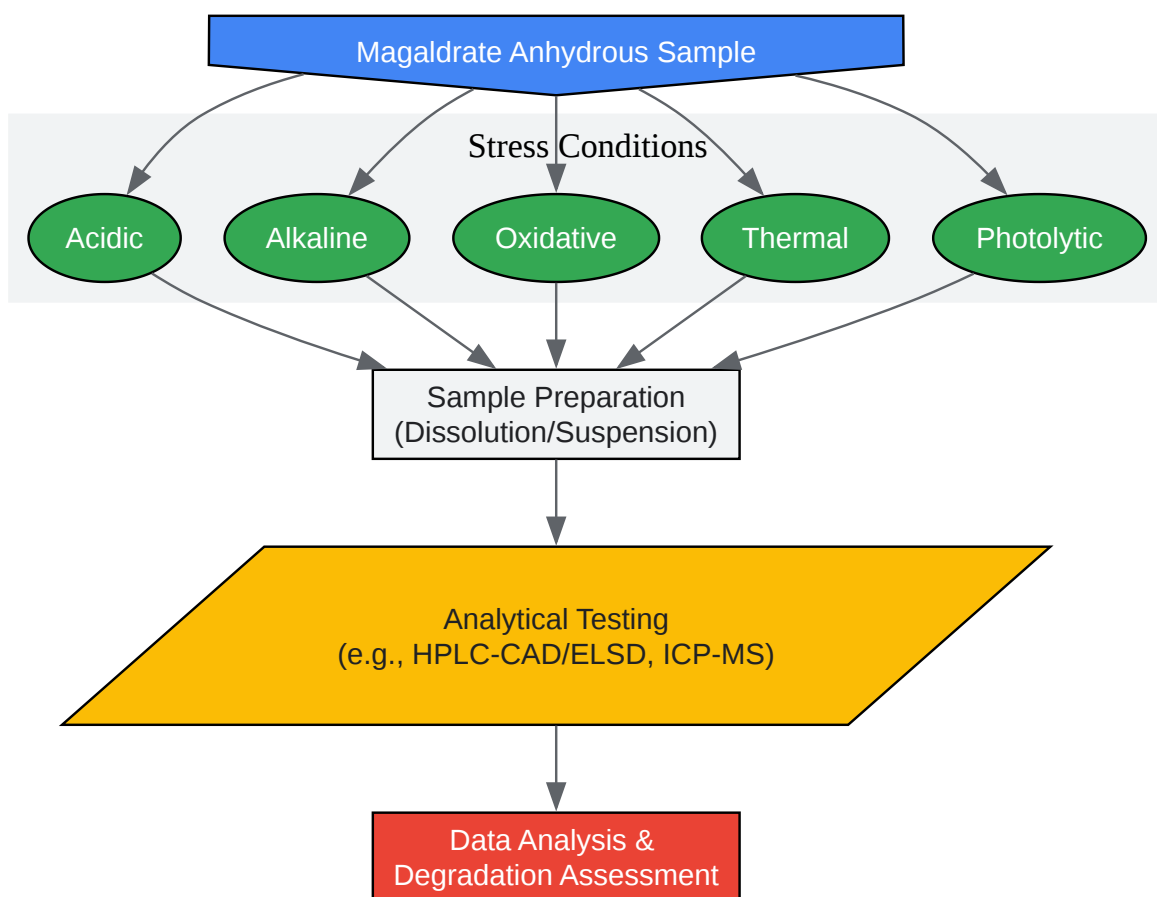 Magaldrate Anhydrous Sample
Stress Conditions
Acidic
Alkaline
Oxidative
Thermal
Photolytic
Sample Preparation
(Dissolution/Suspension)
Analytical Testing
(e.g., HPLC-CAD/ELSD, ICP-MS)
Data Analysis &
Degradation Assessment